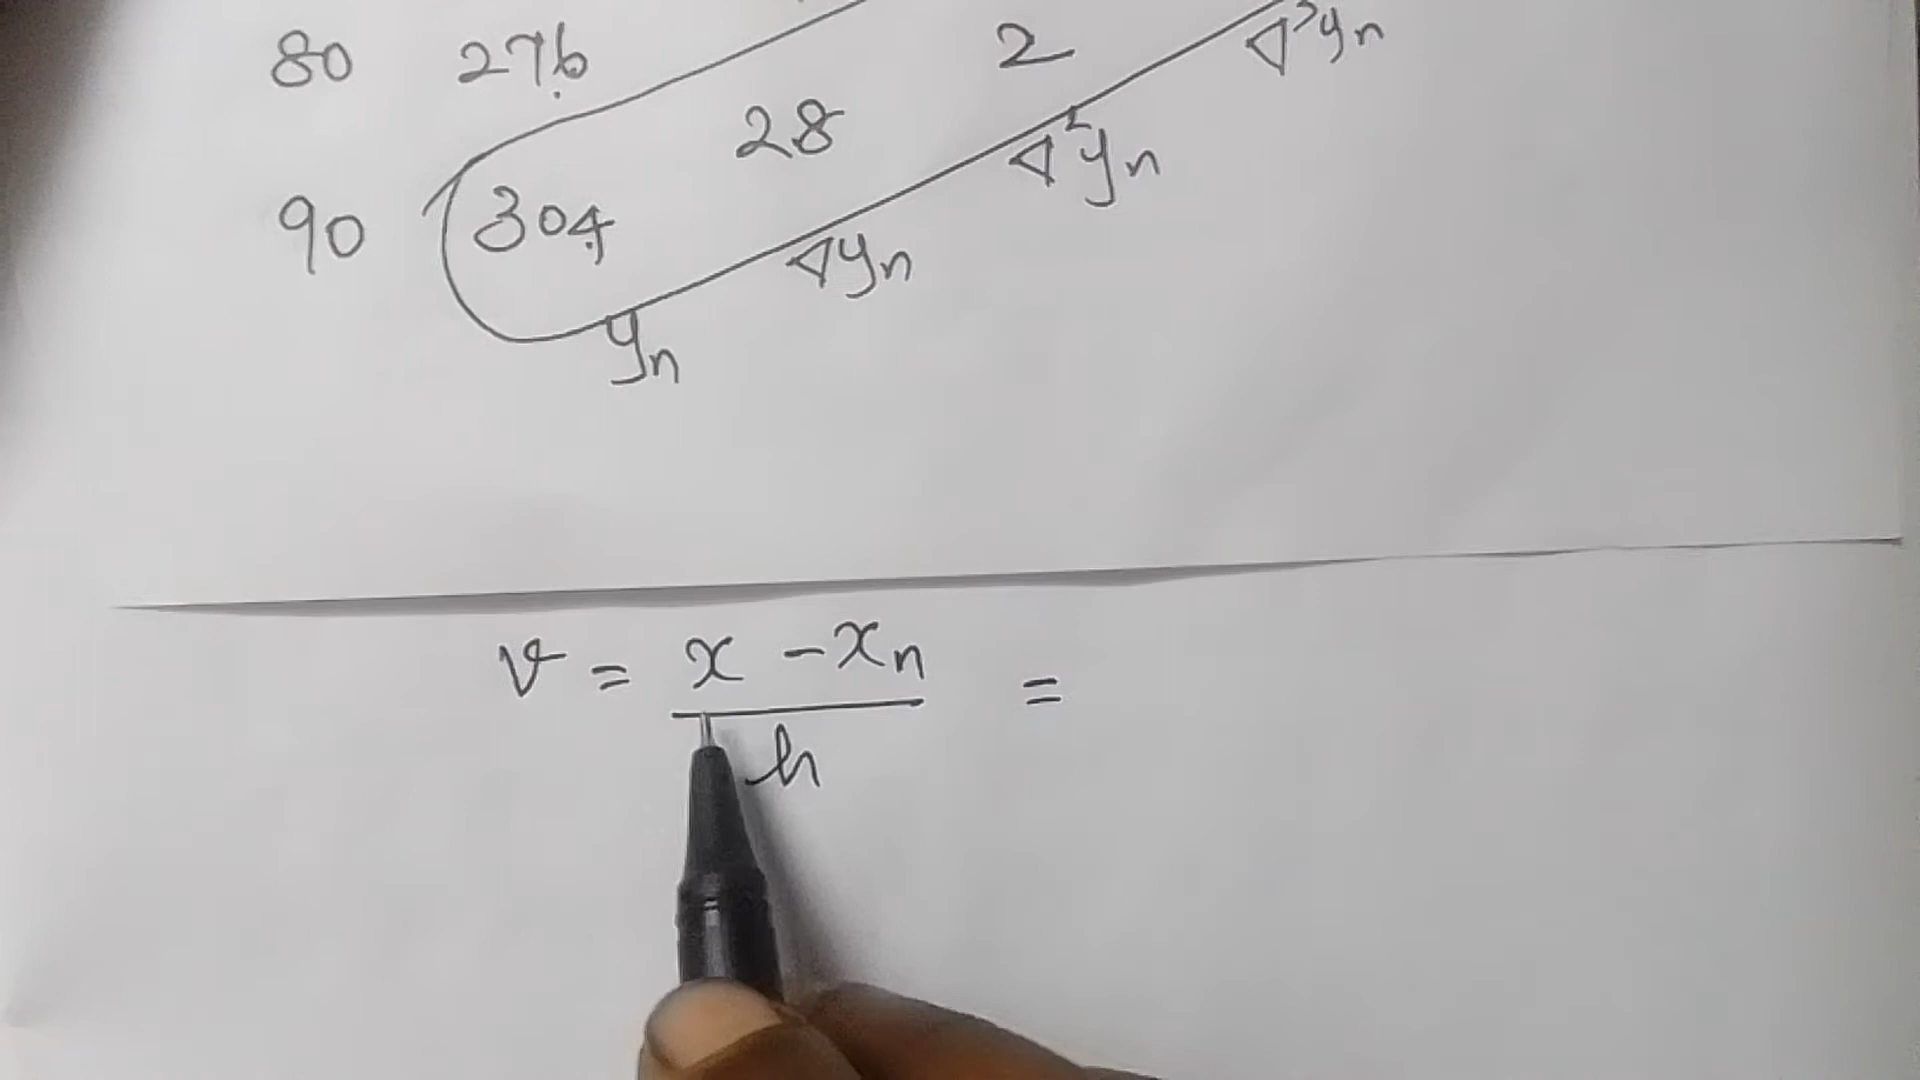 80 276 2 ∇³yn
28 ∇²yn
90 304 ∇yn
yn
v = x - xn =
h